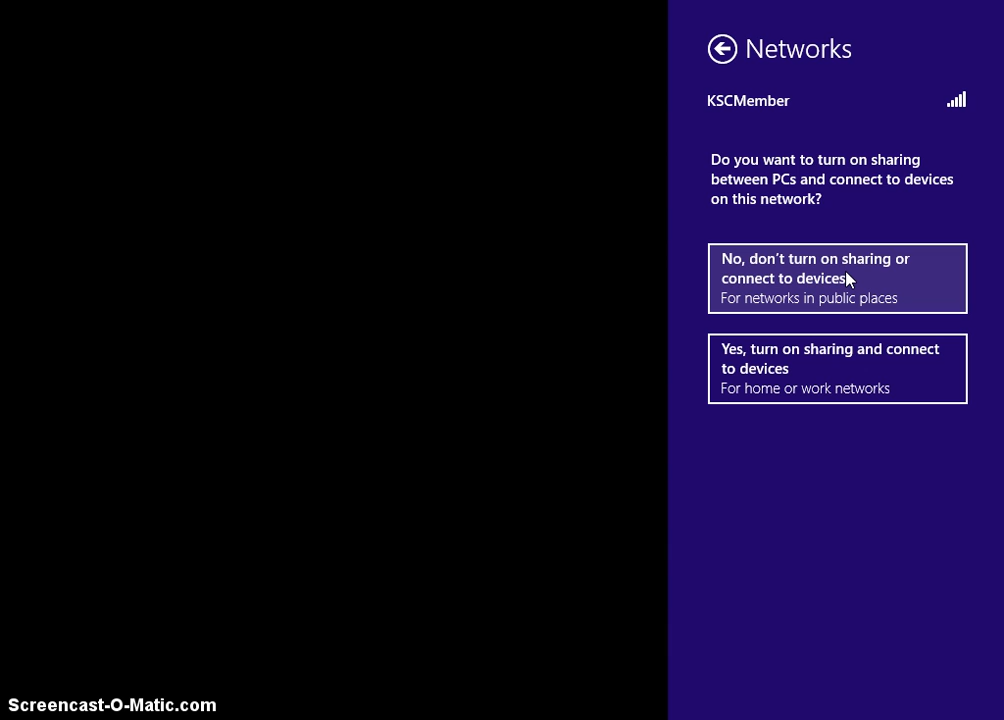 Networks
KSCMember
Do you want to turn on sharing
between PCs and connect to devices
on this network?
No, don't turn on sharing or
connect to devices
For networks in public places
Yes, turn on sharing and connect
to devices
For home or work networks
Screencast-O-Matic.com